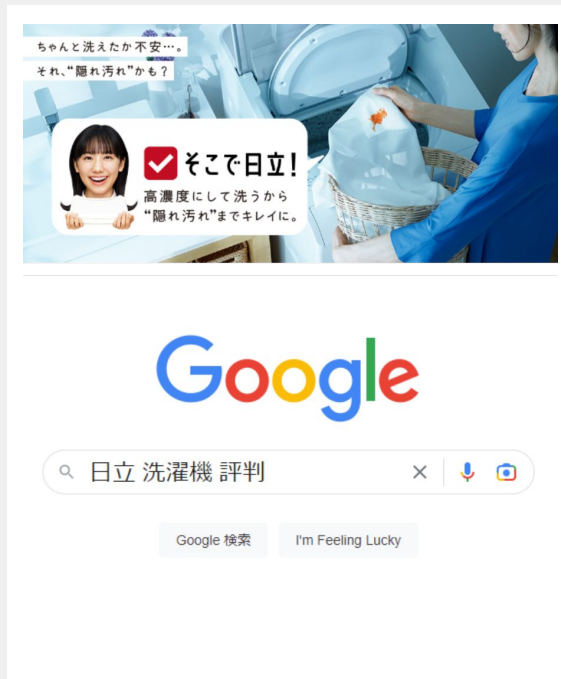 ちゃんと洗えたか不安…。
それ、“隠れ汚れ”かも？
そこで日立！
高濃度にして洗うから
“隠れ汚れ”までキレイに。
Google
日立 洗濯機 評判
Google 検索
I'm Feeling Lucky